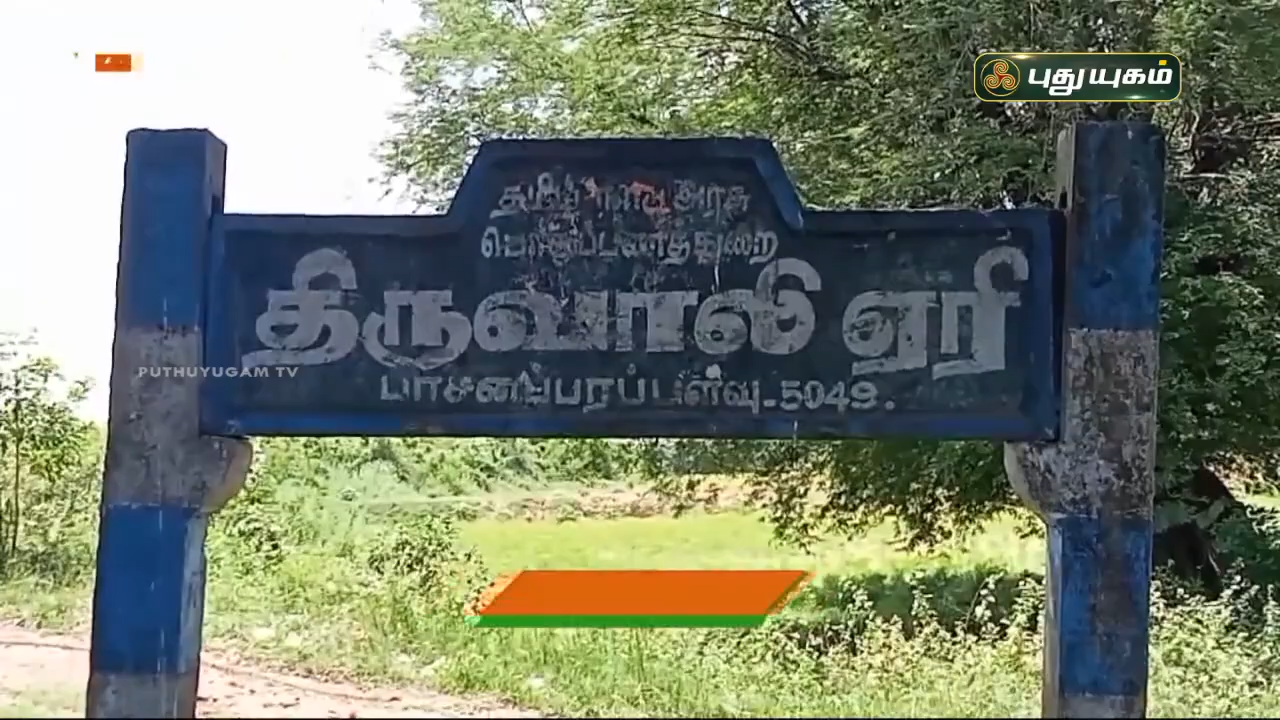 புதுயுகம்
தமிழ்நாடு அரசு
பொதுப்பணித்துறை
திருவாலி ஏரி
PUTHUYUGAM TV
பாசனப்பரப்பளவு-5049.